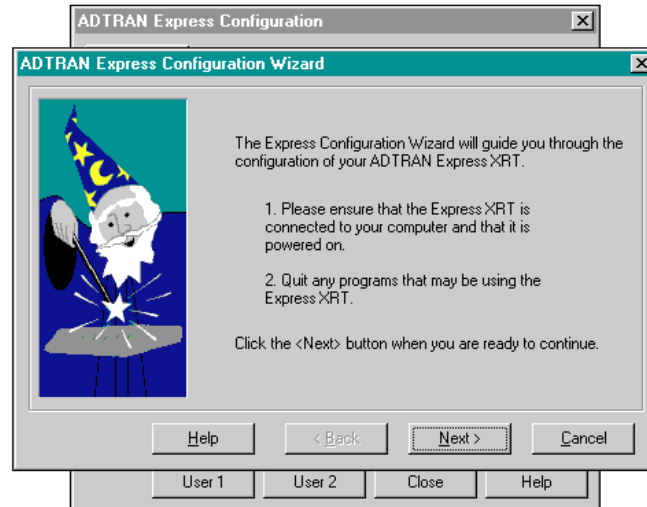 ADTRAN Express Configuration
ADTRAN Express Configuration Wizard
The Express Configuration Wizard will guide you through the
configuration of your ADTRAN Express XRT.
1. Please ensure that the Express XRT is
connected to your computer and that it is
powered on.
2. Quit any programs that may be using the
Express XRT.
Click the <Next> button when you are ready to continue.
Help
< Back
Next >
Cancel
User 1
User 2
Close
Help